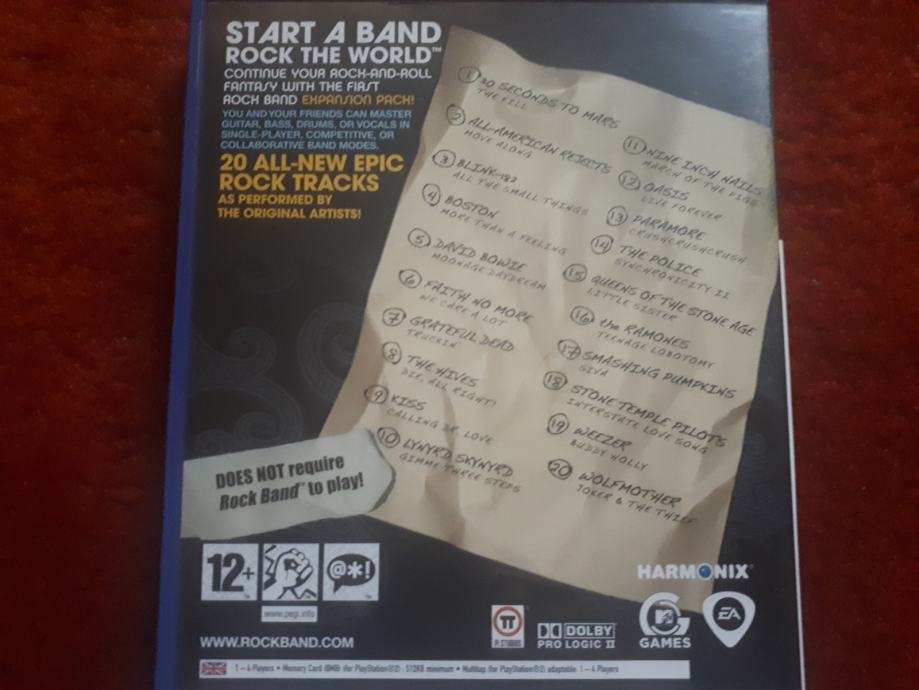 START A BAND
ROCK THE WORLD™
CONTINUE YOUR ROCK-AND-ROLL
FANTASY WITH THE FIRST
ROCK BAND EXPANSION PACK!
YOU AND YOUR FRIENDS CAN MASTER
GUITAR, BASS, DRUMS, OR VOCALS IN
SINGLE-PLAYER, COMPETITIVE, OR
COLLABORATIVE BAND MODES.
20 ALL-NEW EPIC
ROCK TRACKS
AS PERFORMED BY
THE ORIGINAL ARTISTS!
1 30 SECONDS TO MARS
THE KILL
2 ALL-AMERICAN REJECTS
MOVE ALONG
3 BLINK-182
ALL THE SMALL THINGS
4 BOSTON
MORE THAN A FEELING
5 DAVID BOWIE
MOONAGE DAYDREAM
6 FAITH NO MORE
WE CARE A LOT
7 GRATEFUL DEAD
TRUCKIN'
8 THE HIVES
DIE, ALL RIGHT!
9 KISS
CALLING DR. LOVE
10 LYNYRD SKYNYRD
GIMME THREE STEPS
11 NINE INCH NAILS
MARCH OF THE PIGS
12 OASIS
LIVE FOREVER
13 PARAMORE
CRUSHCRUSHCRUSH
14 THE POLICE
SYNCHRONICITY II
15 QUEENS OF THE STONE AGE
LITTLE SISTER
16 the RAMONES
TEENAGE LOBOTOMY
17 SMASHING PUMPKINS
SIVA
18 STONE TEMPLE PILOTS
INTERSTATE LOVE SONG
19 WEEZER
BUDDY HOLLY
20 WOLFMOTHER
JOKER & THE THIEF
DOES NOT require
Rock Band™ to play!
12+
@*!
www.pegi.info
WWW.ROCKBAND.COM
HARMONIX
PI STUDIOS
DOLBY
PRO LOGIC II
MTV
GAMES
EA
1 – 4 Players • Memory Card (8MB) (for PlayStation®2) : 512KB minimum • Multitap (for PlayStation®2) adaptable: 1 – 4 Players